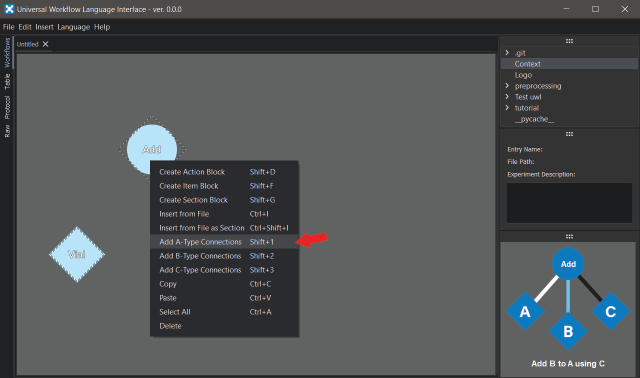 Universal Workflow Language Interface - ver. 0.0.0
File Edit Insert Language Help
Workflows
Table
Protocol
Raw
Untitled
Add
Vial
Create Action Block Shift+D
Create Item Block Shift+F
Create Section Block Shift+G
Insert from File Ctrl+I
Insert from File as Section Ctrl+Shift+I
Add A-Type Connections Shift+1
Add B-Type Connections Shift+2
Add C-Type Connections Shift+3
Copy Ctrl+C
Paste Ctrl+V
Select All Ctrl+A
Delete
.git
Context
Logo
preprocessing
Test uwl
tutorial
__pycache__
Entry Name:
File Path:
Experiment Description:
Add
A
B
C
Add B to A using C